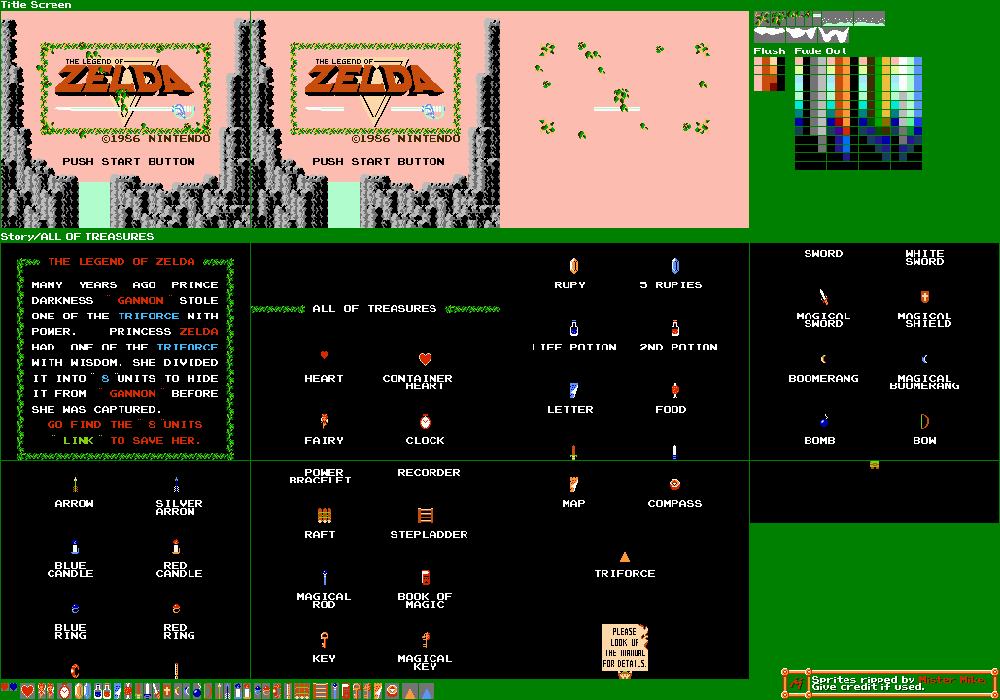 Title Screen
THE LEGEND OF
ZELDA
©1986 NINTENDO
PUSH START BUTTON
THE LEGEND OF
ZELDA
©1986 NINTENDO
PUSH START BUTTON
Flash
Fade Out
Story/ALL OF TREASURES
THE LEGEND OF ZELDA
MANY YEARS AGO PRINCE
DARKNESS "GANNON" STOLE
ONE OF THE TRIFORCE WITH
POWER. PRINCESS ZELDA
HAD ONE OF THE TRIFORCE
WITH WISDOM. SHE DIVIDED
IT INTO "8"UNITS TO HIDE
IT FROM "GANNON" BEFORE
SHE WAS CAPTURED.
GO FIND THE "8"UNITS
"LINK" TO SAVE HER.
ALL OF TREASURES
HEART
CONTAINER
HEART
FAIRY
CLOCK
RUPY
5 RUPIES
LIFE POTION
2ND POTION
LETTER
FOOD
SWORD
WHITE
SWORD
MAGICAL
SWORD
MAGICAL
SHIELD
BOOMERANG
MAGICAL
BOOMERANG
BOMB
BOW
ARROW
SILVER
ARROW
BLUE
CANDLE
RED
CANDLE
BLUE
RING
RED
RING
POWER
BRACELET
RECORDER
RAFT
STEPLADDER
MAGICAL
ROD
BOOK OF
MAGIC
KEY
MAGICAL
KEY
MAP
COMPASS
TRIFORCE
PLEASE
LOOK UP
THE MANUAL
FOR DETAILS.
M
Sprites ripped by Mister Mike.
Give credit if used.